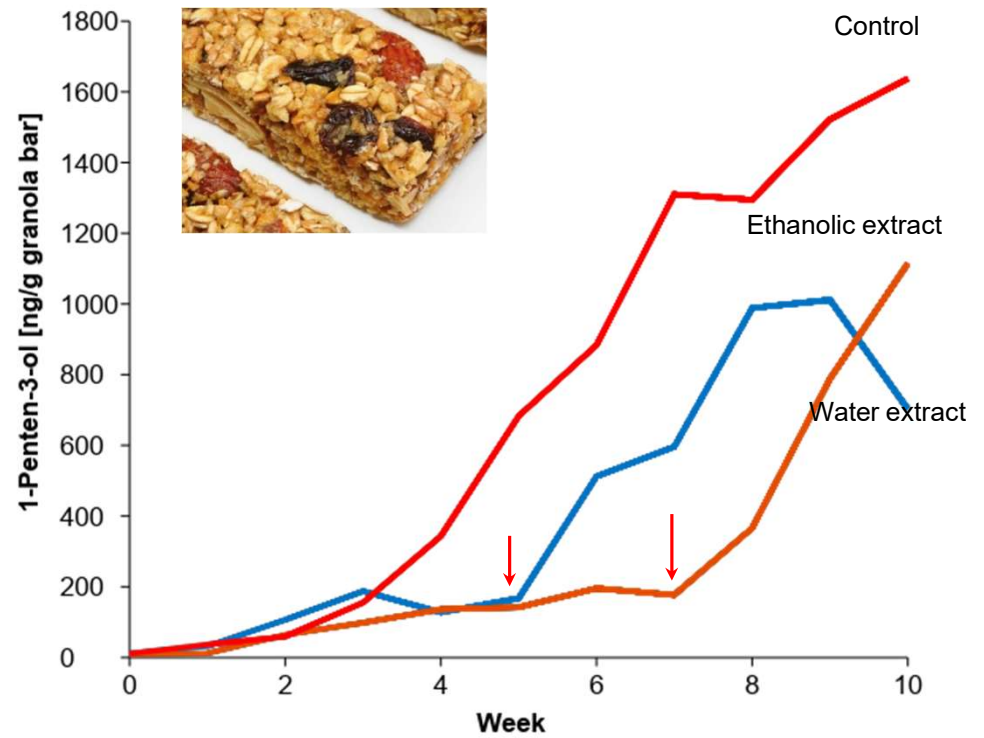 1800
1600
1400
1200
1000
800
600
400
200
0
1-Penten-3-ol [ng/g granola bar]
Control
Ethanolic extract
Water extract
0 2 4 6 8 10
Week